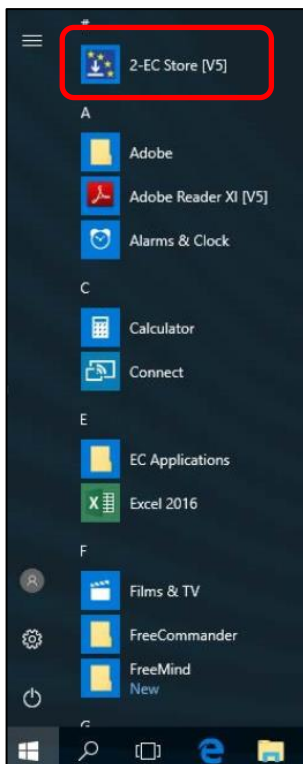 #
2-EC Store [V5]
A
Adobe
Adobe Reader XI [V5]
Alarms & Clock
C
Calculator
Connect
E
EC Applications
Excel 2016
F
Films & TV
FreeCommander
FreeMind
New
G